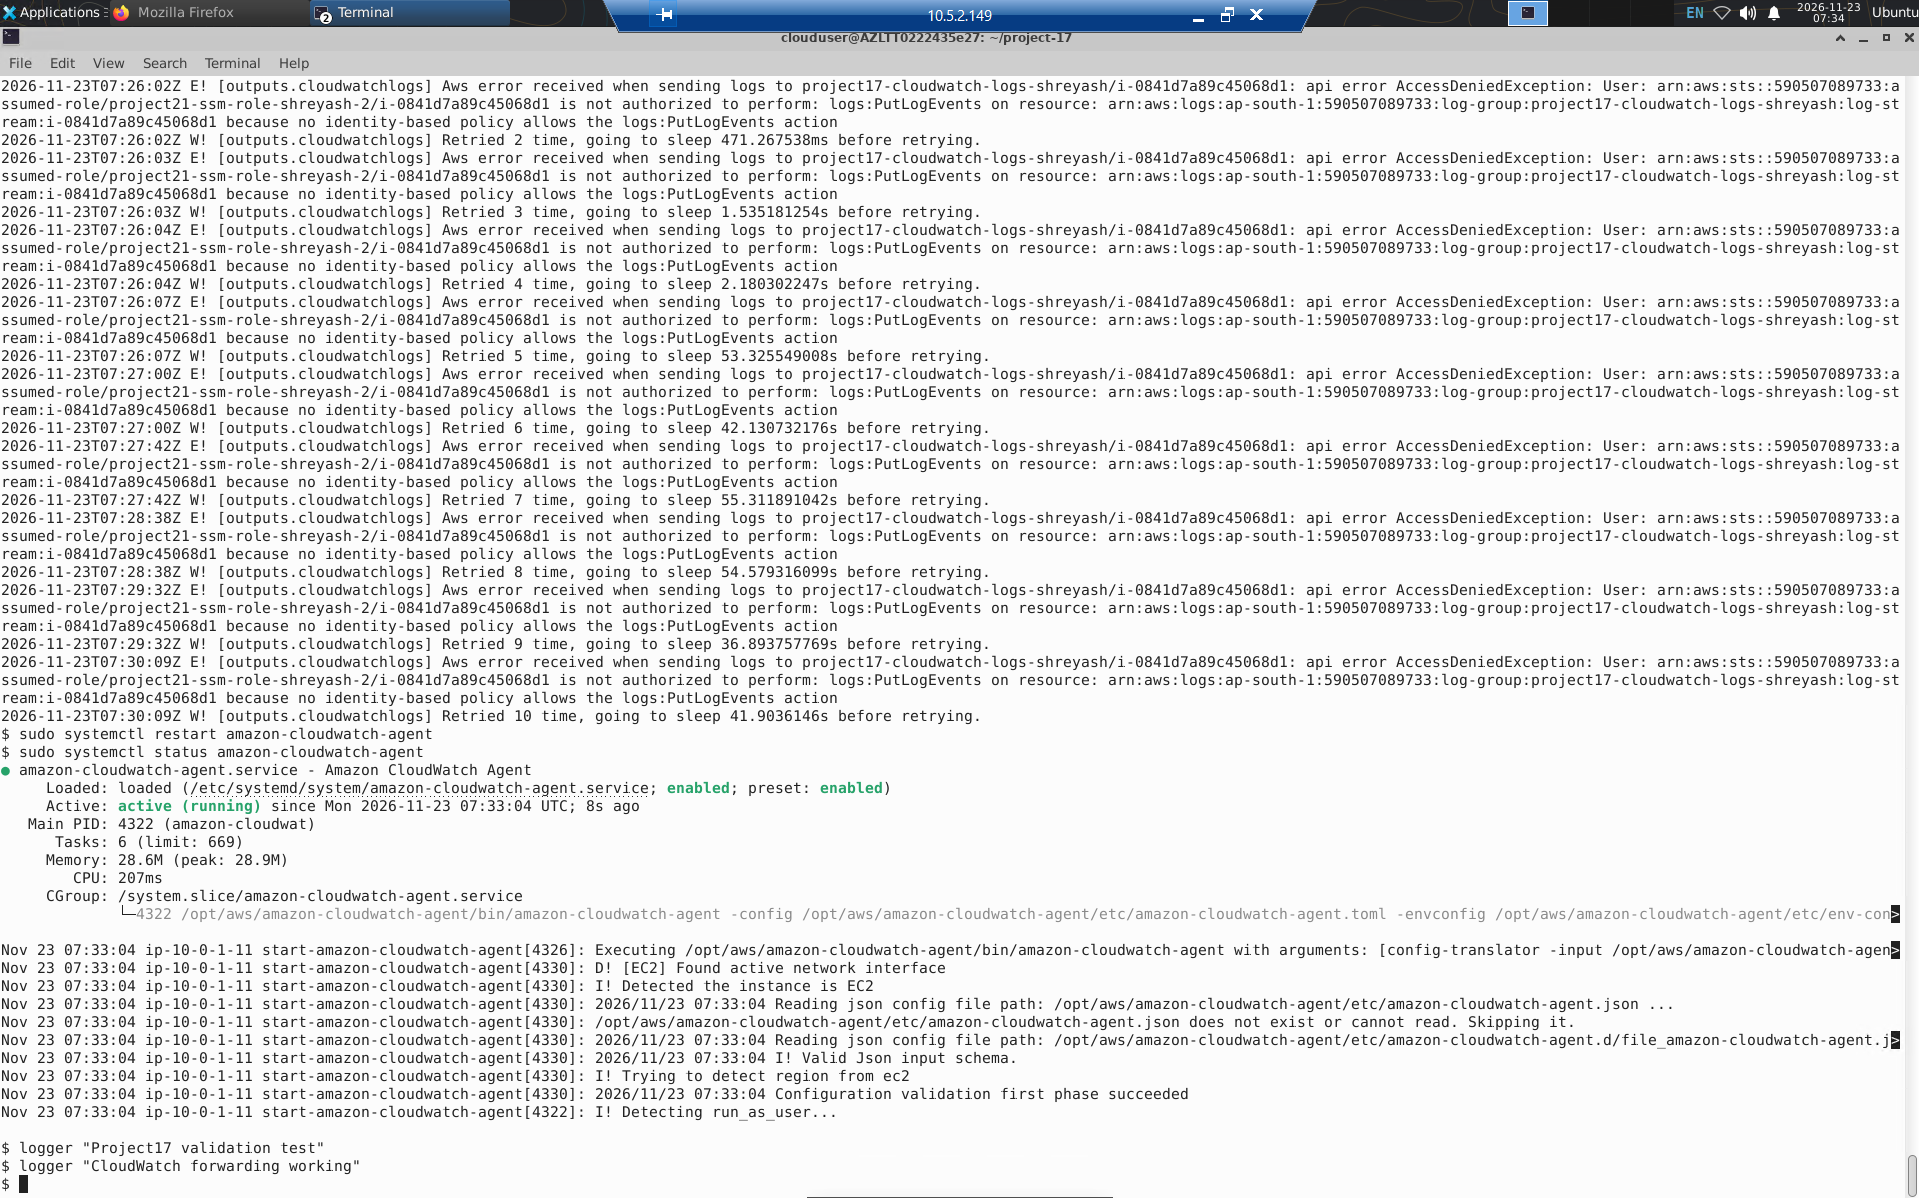 Applications
Mozilla Firefox
2
Terminal
10.5.2.149
EN
2026-11-23
07:34
Ubuntu
clouduser@AZLTT0222435e27: ~/project-17
File Edit View Search Terminal Help
2026-11-23T07:26:02Z E! [outputs.cloudwatchlogs] Aws error received when sending logs to project17-cloudwatch-logs-shreyash/i-0841d7a89c45068d1: api error AccessDeniedException: User: arn:aws:sts::590507089733:a
ssumed-role/project21-ssm-role-shreyash-2/i-0841d7a89c45068d1 is not authorized to perform: logs:PutLogEvents on resource: arn:aws:logs:ap-south-1:590507089733:log-group:project17-cloudwatch-logs-shreyash:log-st
ream:i-0841d7a89c45068d1 because no identity-based policy allows the logs:PutLogEvents action
2026-11-23T07:26:02Z W! [outputs.cloudwatchlogs] Retried 2 time, going to sleep 471.267538ms before retrying.
2026-11-23T07:26:03Z E! [outputs.cloudwatchlogs] Aws error received when sending logs to project17-cloudwatch-logs-shreyash/i-0841d7a89c45068d1: api error AccessDeniedException: User: arn:aws:sts::590507089733:a
ssumed-role/project21-ssm-role-shreyash-2/i-0841d7a89c45068d1 is not authorized to perform: logs:PutLogEvents on resource: arn:aws:logs:ap-south-1:590507089733:log-group:project17-cloudwatch-logs-shreyash:log-st
ream:i-0841d7a89c45068d1 because no identity-based policy allows the logs:PutLogEvents action
2026-11-23T07:26:03Z W! [outputs.cloudwatchlogs] Retried 3 time, going to sleep 1.535181254s before retrying.
2026-11-23T07:26:04Z E! [outputs.cloudwatchlogs] Aws error received when sending logs to project17-cloudwatch-logs-shreyash/i-0841d7a89c45068d1: api error AccessDeniedException: User: arn:aws:sts::590507089733:a
ssumed-role/project21-ssm-role-shreyash-2/i-0841d7a89c45068d1 is not authorized to perform: logs:PutLogEvents on resource: arn:aws:logs:ap-south-1:590507089733:log-group:project17-cloudwatch-logs-shreyash:log-st
ream:i-0841d7a89c45068d1 because no identity-based policy allows the logs:PutLogEvents action
2026-11-23T07:26:04Z W! [outputs.cloudwatchlogs] Retried 4 time, going to sleep 2.180302247s before retrying.
2026-11-23T07:26:07Z E! [outputs.cloudwatchlogs] Aws error received when sending logs to project17-cloudwatch-logs-shreyash/i-0841d7a89c45068d1: api error AccessDeniedException: User: arn:aws:sts::590507089733:a
ssumed-role/project21-ssm-role-shreyash-2/i-0841d7a89c45068d1 is not authorized to perform: logs:PutLogEvents on resource: arn:aws:logs:ap-south-1:590507089733:log-group:project17-cloudwatch-logs-shreyash:log-st
ream:i-0841d7a89c45068d1 because no identity-based policy allows the logs:PutLogEvents action
2026-11-23T07:26:07Z W! [outputs.cloudwatchlogs] Retried 5 time, going to sleep 53.325549008s before retrying.
2026-11-23T07:27:00Z E! [outputs.cloudwatchlogs] Aws error received when sending logs to project17-cloudwatch-logs-shreyash/i-0841d7a89c45068d1: api error AccessDeniedException: User: arn:aws:sts::590507089733:a
ssumed-role/project21-ssm-role-shreyash-2/i-0841d7a89c45068d1 is not authorized to perform: logs:PutLogEvents on resource: arn:aws:logs:ap-south-1:590507089733:log-group:project17-cloudwatch-logs-shreyash:log-st
ream:i-0841d7a89c45068d1 because no identity-based policy allows the logs:PutLogEvents action
2026-11-23T07:27:00Z W! [outputs.cloudwatchlogs] Retried 6 time, going to sleep 42.130732176s before retrying.
2026-11-23T07:27:42Z E! [outputs.cloudwatchlogs] Aws error received when sending logs to project17-cloudwatch-logs-shreyash/i-0841d7a89c45068d1: api error AccessDeniedException: User: arn:aws:sts::590507089733:a
ssumed-role/project21-ssm-role-shreyash-2/i-0841d7a89c45068d1 is not authorized to perform: logs:PutLogEvents on resource: arn:aws:logs:ap-south-1:590507089733:log-group:project17-cloudwatch-logs-shreyash:log-st
ream:i-0841d7a89c45068d1 because no identity-based policy allows the logs:PutLogEvents action
2026-11-23T07:27:42Z W! [outputs.cloudwatchlogs] Retried 7 time, going to sleep 55.311891042s before retrying.
2026-11-23T07:28:38Z E! [outputs.cloudwatchlogs] Aws error received when sending logs to project17-cloudwatch-logs-shreyash/i-0841d7a89c45068d1: api error AccessDeniedException: User: arn:aws:sts::590507089733:a
ssumed-role/project21-ssm-role-shreyash-2/i-0841d7a89c45068d1 is not authorized to perform: logs:PutLogEvents on resource: arn:aws:logs:ap-south-1:590507089733:log-group:project17-cloudwatch-logs-shreyash:log-st
ream:i-0841d7a89c45068d1 because no identity-based policy allows the logs:PutLogEvents action
2026-11-23T07:28:38Z W! [outputs.cloudwatchlogs] Retried 8 time, going to sleep 54.579316099s before retrying.
2026-11-23T07:29:32Z E! [outputs.cloudwatchlogs] Aws error received when sending logs to project17-cloudwatch-logs-shreyash/i-0841d7a89c45068d1: api error AccessDeniedException: User: arn:aws:sts::590507089733:a
ssumed-role/project21-ssm-role-shreyash-2/i-0841d7a89c45068d1 is not authorized to perform: logs:PutLogEvents on resource: arn:aws:logs:ap-south-1:590507089733:log-group:project17-cloudwatch-logs-shreyash:log-st
ream:i-0841d7a89c45068d1 because no identity-based policy allows the logs:PutLogEvents action
2026-11-23T07:29:32Z W! [outputs.cloudwatchlogs] Retried 9 time, going to sleep 36.893757769s before retrying.
2026-11-23T07:30:09Z E! [outputs.cloudwatchlogs] Aws error received when sending logs to project17-cloudwatch-logs-shreyash/i-0841d7a89c45068d1: api error AccessDeniedException: User: arn:aws:sts::590507089733:a
ssumed-role/project21-ssm-role-shreyash-2/i-0841d7a89c45068d1 is not authorized to perform: logs:PutLogEvents on resource: arn:aws:logs:ap-south-1:590507089733:log-group:project17-cloudwatch-logs-shreyash:log-st
ream:i-0841d7a89c45068d1 because no identity-based policy allows the logs:PutLogEvents action
2026-11-23T07:30:09Z W! [outputs.cloudwatchlogs] Retried 10 time, going to sleep 41.9036146s before retrying.
$ sudo systemctl restart amazon-cloudwatch-agent
$ sudo systemctl status amazon-cloudwatch-agent
● amazon-cloudwatch-agent.service - Amazon CloudWatch Agent
Loaded: loaded (/etc/systemd/system/amazon-cloudwatch-agent.service; enabled; preset: enabled)
Active: active (running) since Mon 2026-11-23 07:33:04 UTC; 8s ago
Main PID: 4322 (amazon-cloudwat)
Tasks: 6 (limit: 669)
Memory: 28.6M (peak: 28.9M)
CPU: 207ms
CGroup: /system.slice/amazon-cloudwatch-agent.service
└─4322 /opt/aws/amazon-cloudwatch-agent/bin/amazon-cloudwatch-agent -config /opt/aws/amazon-cloudwatch-agent/etc/amazon-cloudwatch-agent.toml -envconfig /opt/aws/amazon-cloudwatch-agent/etc/env-con>
Nov 23 07:33:04 ip-10-0-1-11 start-amazon-cloudwatch-agent[4326]: Executing /opt/aws/amazon-cloudwatch-agent/bin/amazon-cloudwatch-agent with arguments: [config-translator -input /opt/aws/amazon-cloudwatch-agen>
Nov 23 07:33:04 ip-10-0-1-11 start-amazon-cloudwatch-agent[4330]: D! [EC2] Found active network interface
Nov 23 07:33:04 ip-10-0-1-11 start-amazon-cloudwatch-agent[4330]: I! Detected the instance is EC2
Nov 23 07:33:04 ip-10-0-1-11 start-amazon-cloudwatch-agent[4330]: 2026/11/23 07:33:04 Reading json config file path: /opt/aws/amazon-cloudwatch-agent/etc/amazon-cloudwatch-agent.json ...
Nov 23 07:33:04 ip-10-0-1-11 start-amazon-cloudwatch-agent[4330]: /opt/aws/amazon-cloudwatch-agent/etc/amazon-cloudwatch-agent.json does not exist or cannot read. Skipping it.
Nov 23 07:33:04 ip-10-0-1-11 start-amazon-cloudwatch-agent[4330]: 2026/11/23 07:33:04 Reading json config file path: /opt/aws/amazon-cloudwatch-agent/etc/amazon-cloudwatch-agent.d/file_amazon-cloudwatch-agent.j>
Nov 23 07:33:04 ip-10-0-1-11 start-amazon-cloudwatch-agent[4330]: 2026/11/23 07:33:04 I! Valid Json input schema.
Nov 23 07:33:04 ip-10-0-1-11 start-amazon-cloudwatch-agent[4330]: I! Trying to detect region from ec2
Nov 23 07:33:04 ip-10-0-1-11 start-amazon-cloudwatch-agent[4330]: 2026/11/23 07:33:04 Configuration validation first phase succeeded
Nov 23 07:33:04 ip-10-0-1-11 start-amazon-cloudwatch-agent[4322]: I! Detecting run_as_user...
$ logger "Project17 validation test"
$ logger "CloudWatch forwarding working"
$